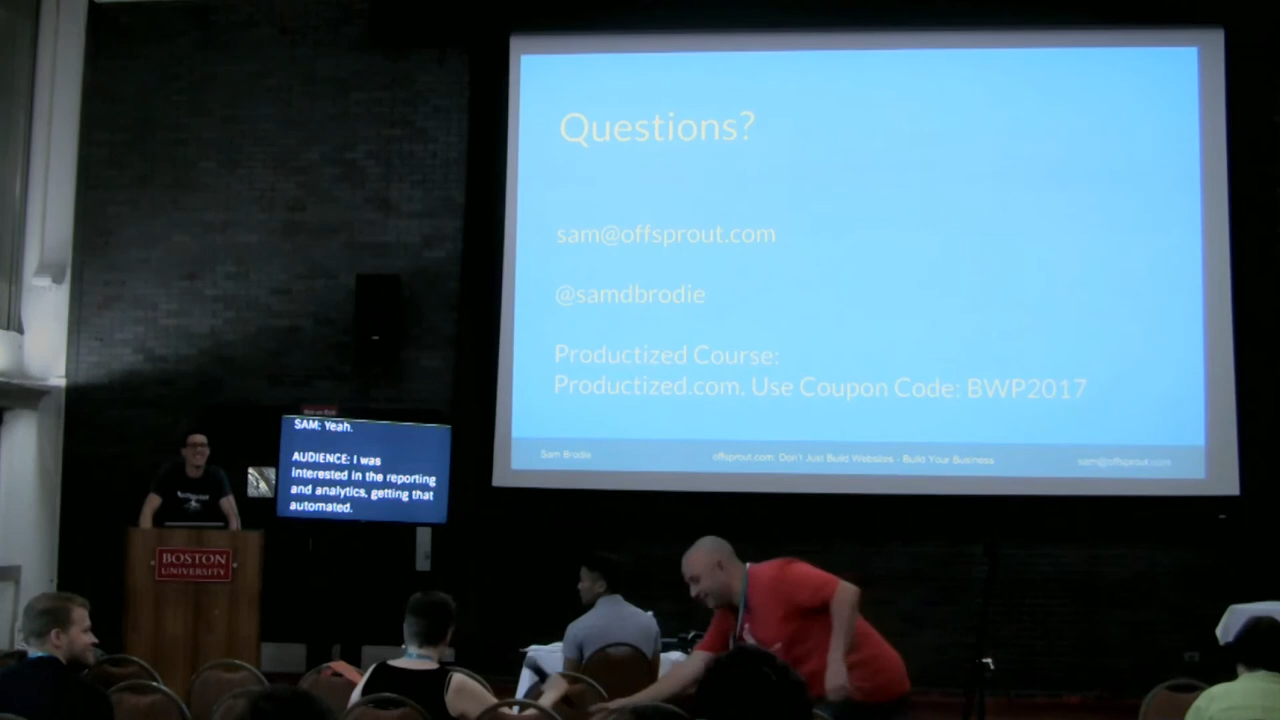 Questions?
sam@offsprout.com
@samdbrodie
Productized Course:
Productized.com. Use Coupon Code: BWP2017
Sam Brodie
offsprout.com: Don't Just Build Websites - Build Your Business
sam@offsprout.com
SAM: Yeah.
AUDIENCE: I was
interested in the reporting
and analytics, getting that
automated.
BOSTON
UNIVERSITY